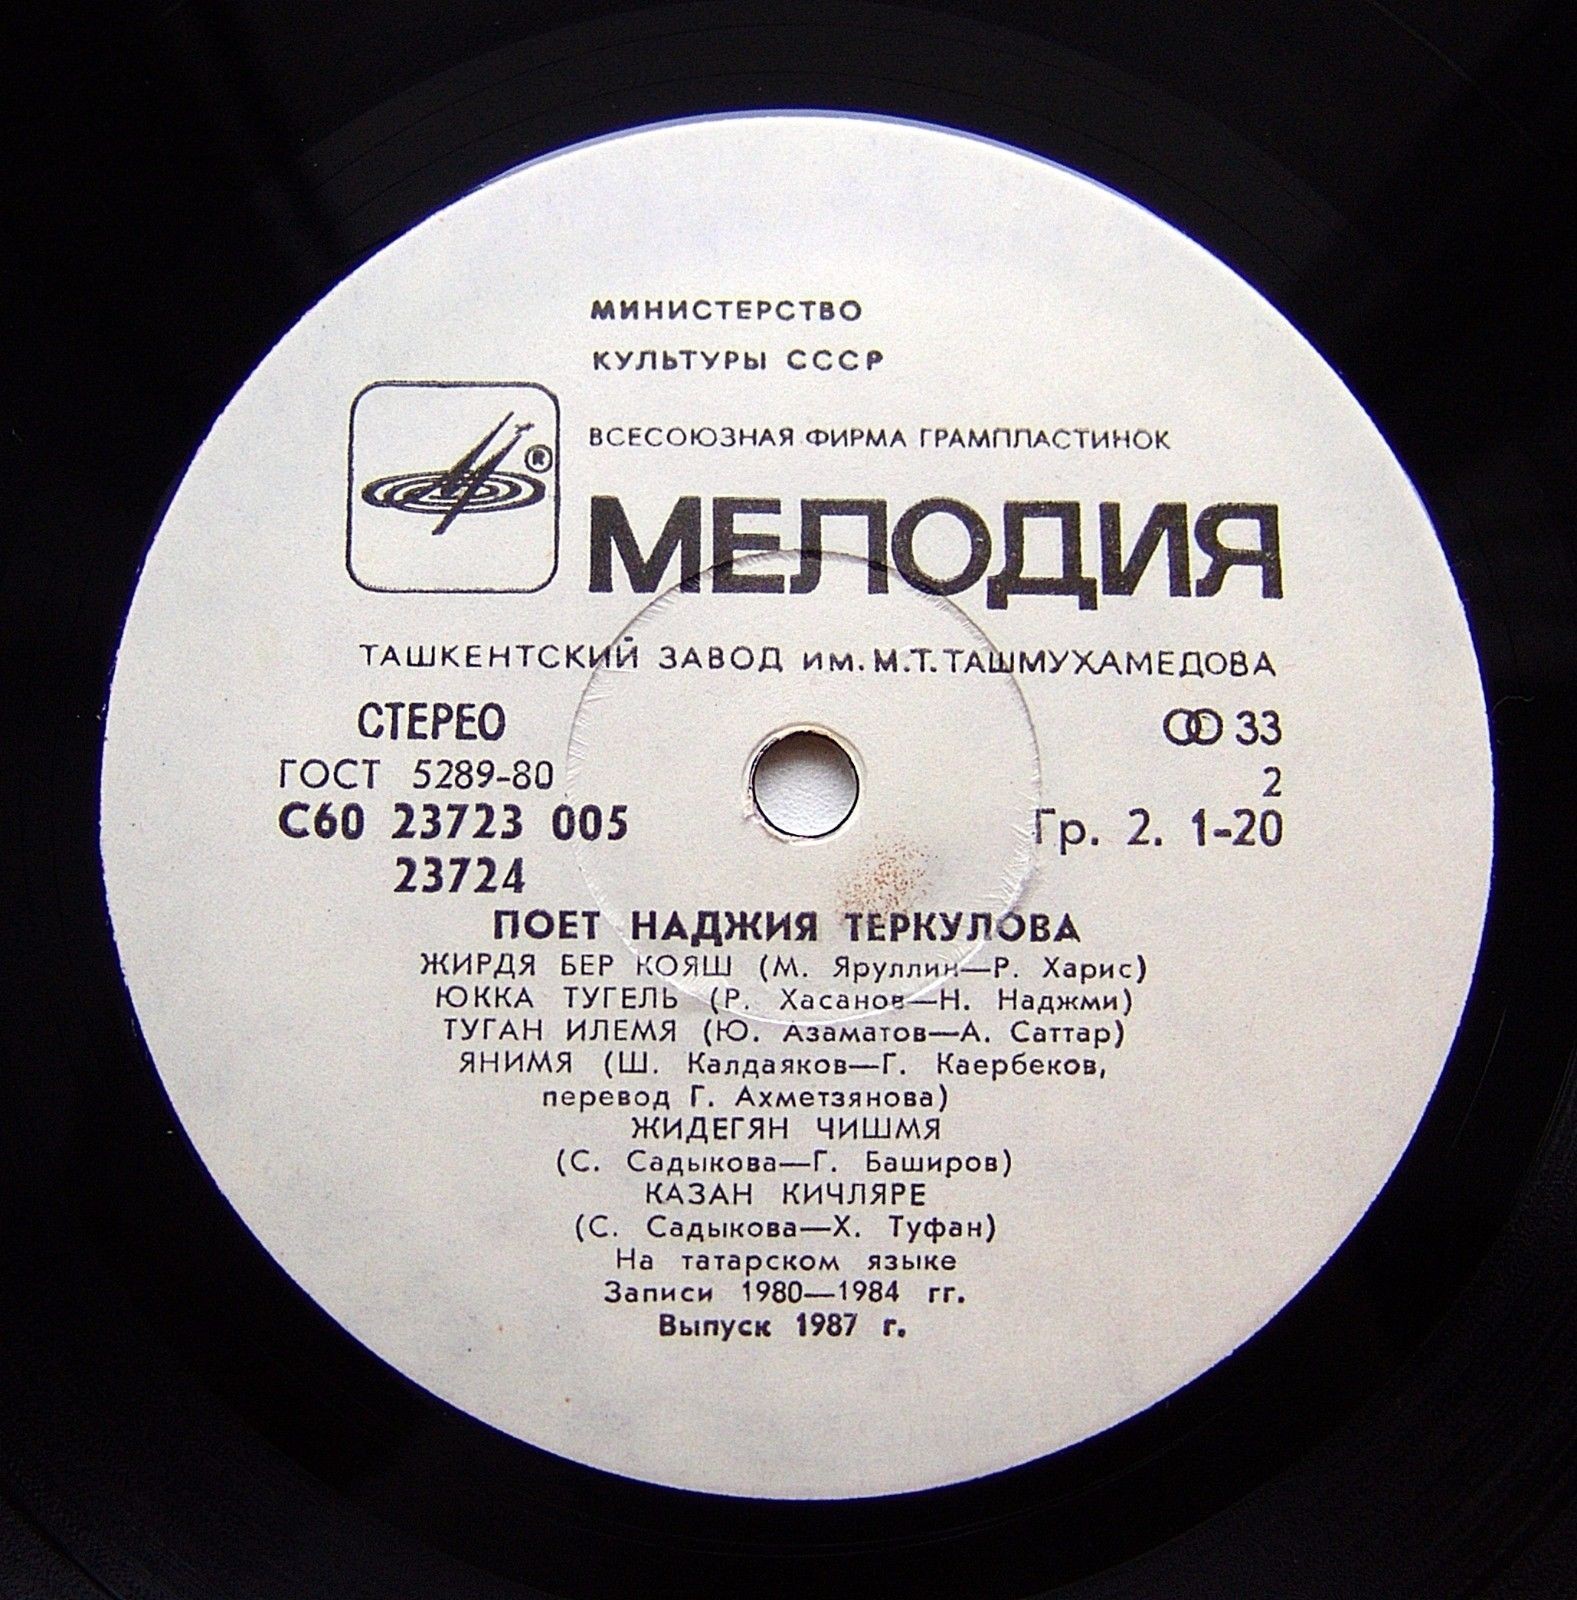 МИНИСТЕРСТВО
КУЛЬТУРЫ СССР
ВСЕСОЮЗНАЯ ФИРМА ГРАМПЛАСТИНОК
®
МЕЛОДИЯ
ТАШКЕНТСКИЙ ЗАВОД ИМ. М.Т. ТАШМУХАМЕДОВА
СТЕРЕО 33
ГОСТ 5289-80 2
С60 23723 005 Гр. 2. 1-20
23724
ПОЕТ НАДЖИЯ ТЕРКУЛОВА
ЖИРДЯ БЕР КОЯШ (М. Яруллин—Р. Харис)
ЮККА ТУГЕЛЬ (Р. Хасанов—Н. Наджми)
ТУГАН ИЛЕМЯ (Ю. Азаматов—А. Саттар)
ЯНИМЯ (Ш. Калдаяков—Г. Каербеков,
перевод Г. Ахметзянова)
ЖИДЕГЯН ЧИШМЯ
(С. Садыкова—Г. Баширов)
КАЗАН КИЧЛЯРЕ
(С. Садыкова—Х. Туфан)
На татарском языке
Записи 1980—1984 гг.
Выпуск 1987 г.